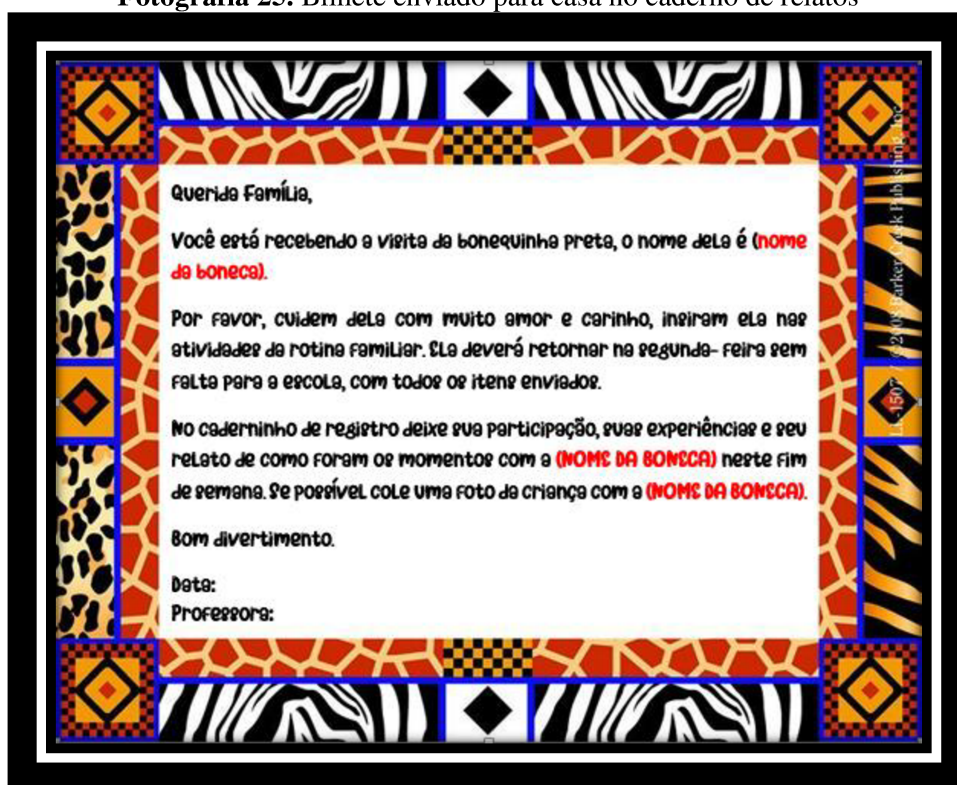 Fotografia 25: Bilhete enviado para casa no caderno de relatos
Querida Família,
Você está recebendo a visita da bonequinha preta, o nome dela é (nome
da boneca).
Por favor, cuidem dela com muito amor e carinho, insiram ela nas
atividades da rotina familiar. Ela deverá retornar na segunda- feira sem
falta para a escola, com todos os itens enviados.
No caderninho de registro deixe sua participação, suas experiências e seu
relato de como foram os momentos com a (NOME DA BONECA) neste fim
de semana. Se possível cole uma foto da criança com a (NOME DA BONECA).
Bom divertimento.
Data:
Professora:
LL-1507 / ©2008 Barker Creek Publishing, Inc